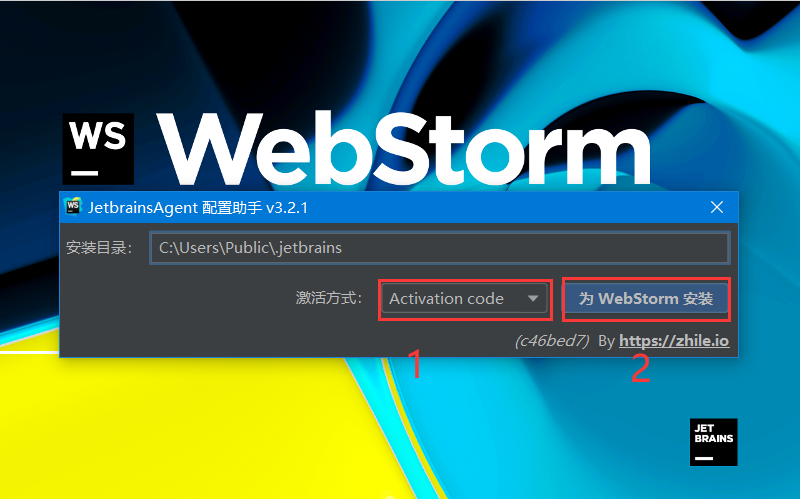 WS
WebStorm
WS JetbrainsAgent 配置助手 v3.2.1
安装目录: C:\Users\Public\.jetbrains
激活方式: Activation code 为 WebStorm 安装
(c46bed7) By https://zhile.io
1 2
JET
BRAINS